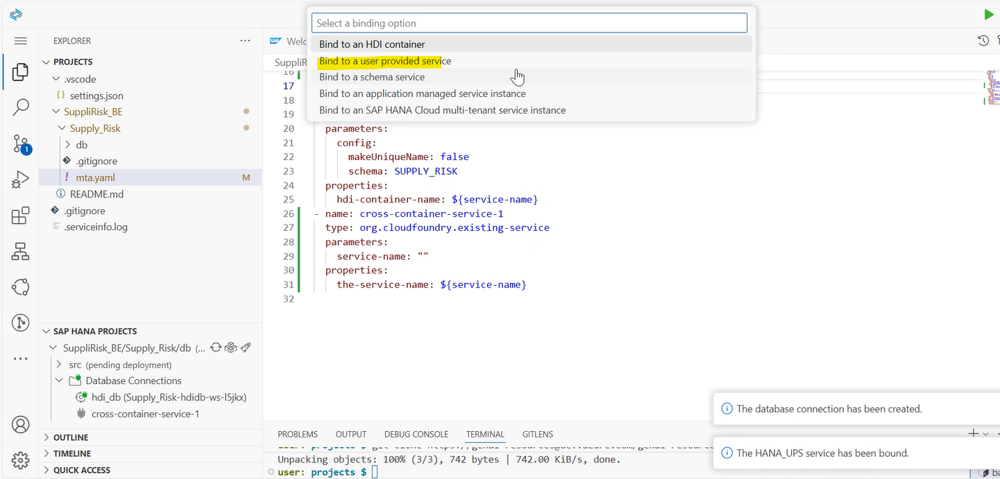 Select a binding option
Bind to an HDI container
Bind to a user provided service
Bind to a schema service
Bind to an application managed service instance
Bind to an SAP HANA Cloud multi-tenant service instance
EXPLORER
PROJECTS
.vscode
{} settings.json
SuppliRisk_BE
Supply_Risk
db
.gitignore
! mta.yaml M
README.md
.gitignore
.serviceinfo.log
1
SAP HANA PROJECTS
SuppliRisk_BE/Supply_Risk/db (...
src (pending deployment)
Database Connections
hdi_db (Supply_Risk-hdidb-ws-l5jkx)
cross-container-service-1
OUTLINE
TIMELINE
QUICK ACCESS
SAP Welc
SuppliR
16
17
18
19
20 parameters:
21 config:
22 makeUniqueName: false
23 schema: SUPPLY_RISK
24 properties:
25 hdi-container-name: ${service-name}
26 - name: cross-container-service-1
27 type: org.cloudfoundry.existing-service
28 parameters:
29 service-name: ""
30 properties:
31 the-service-name: ${service-name}
32
PROBLEMS OUTPUT DEBUG CONSOLE TERMINAL GITLENS
Unpacking objects: 100% (3/3), 742 bytes | 742.00 KiB/s, done.
user: projects $
The database connection has been created.
The HANA_UPS service has been bound.
ba